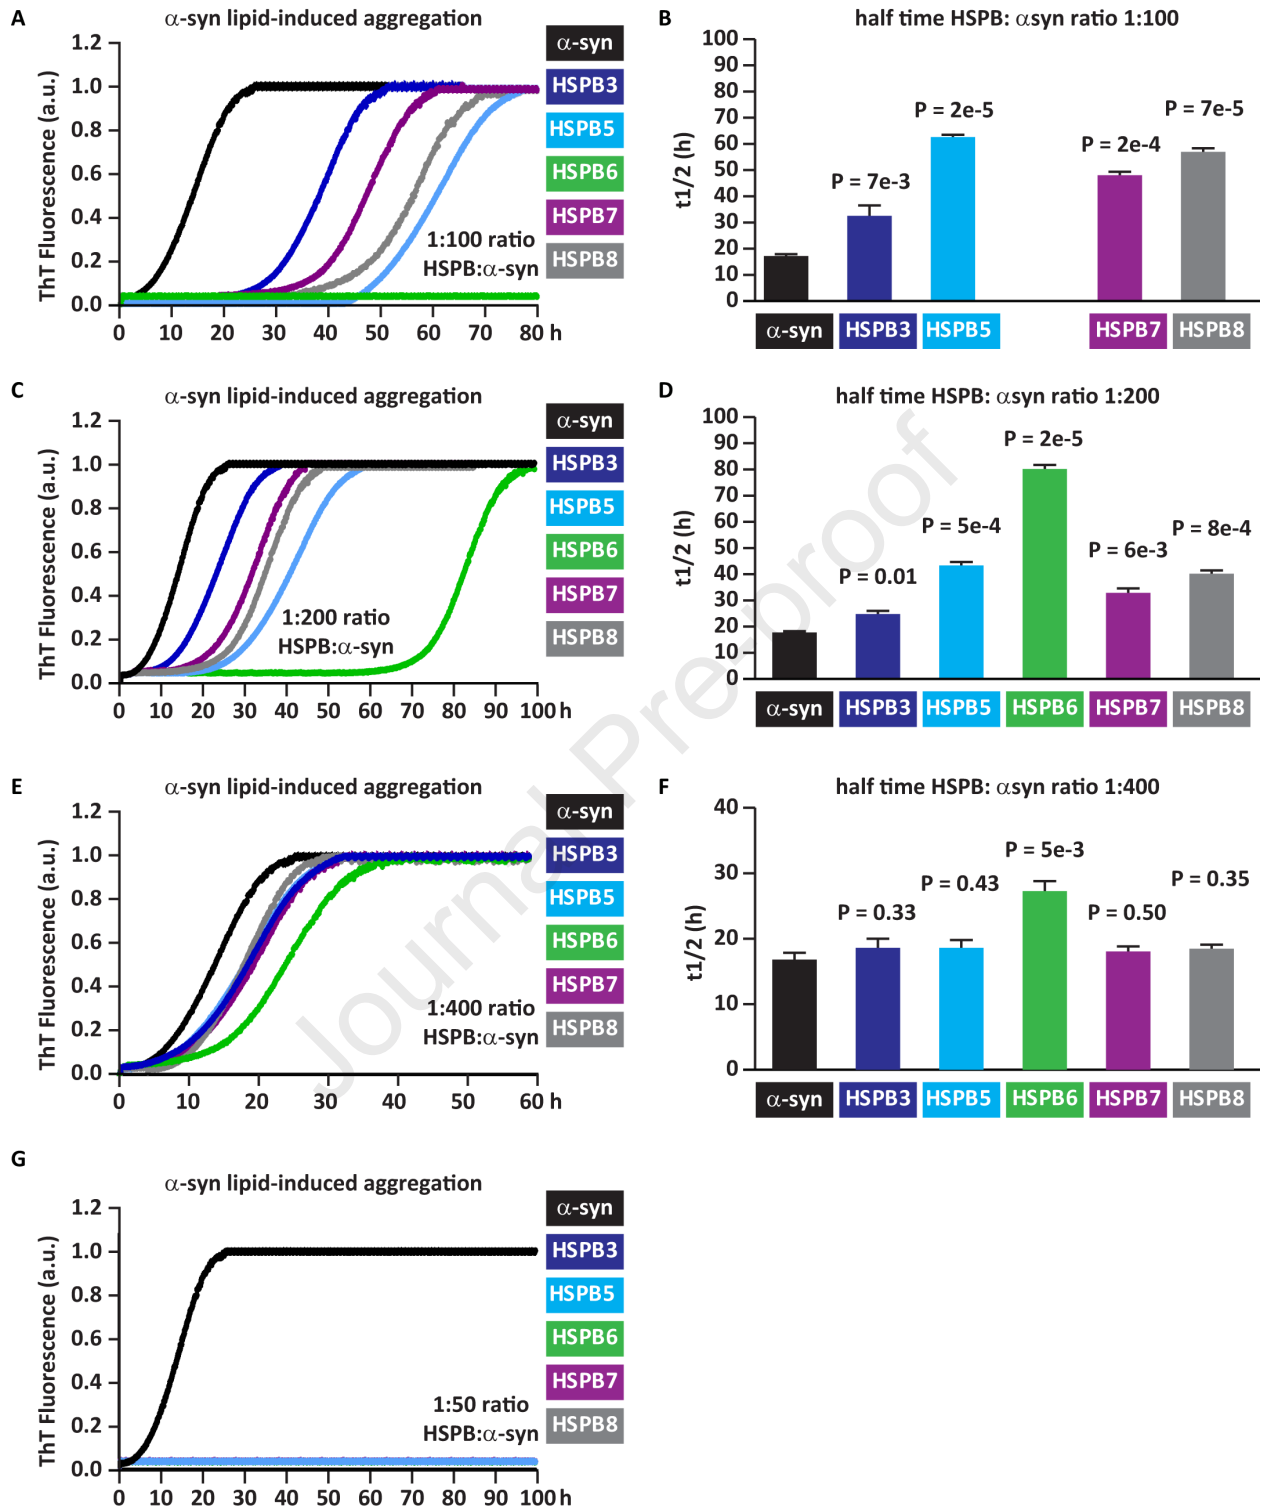 A
α-syn lipid-induced aggregation
1.2
1.0
0.8
0.6
0.4
0.2
0.0
ThT Fluorescence (a.u.)
0 10 20 30 40 50 60 70 80 h
1:100 ratio
HSPB:α-syn
α-syn
HSPB3
HSPB5
HSPB6
HSPB7
HSPB8
B
half time HSPB: αsyn ratio 1:100
100
90
80
70
60
50
40
30
20
10
0
t1/2 (h)
P = 7e-3
P = 2e-5
P = 2e-4
P = 7e-5
α-syn HSPB3 HSPB5 HSPB7 HSPB8
C
α-syn lipid-induced aggregation
1.2
1.0
0.8
0.6
0.4
0.2
0.0
ThT Fluorescence (a.u.)
0 10 20 30 40 50 60 70 80 90 100 h
1:200 ratio
HSPB:α-syn
α-syn
HSPB3
HSPB5
HSPB6
HSPB7
HSPB8
D
half time HSPB: αsyn ratio 1:200
100
90
80
70
60
50
40
30
20
10
0
t1/2 (h)
P = 0.01
P = 5e-4
P = 2e-5
P = 6e-3
P = 8e-4
α-syn HSPB3 HSPB5 HSPB6 HSPB7 HSPB8
E
α-syn lipid-induced aggregation
1.2
1.0
0.8
0.6
0.4
0.2
0.0
ThT Fluorescence (a.u.)
0 10 20 30 40 50 60 h
1:400 ratio
HSPB:α-syn
α-syn
HSPB3
HSPB5
HSPB6
HSPB7
HSPB8
F
half time HSPB: αsyn ratio 1:400
40
30
20
10
0
t1/2 (h)
P = 0.33
P = 0.43
P = 5e-3
P = 0.50
P = 0.35
α-syn HSPB3 HSPB5 HSPB6 HSPB7 HSPB8
G
α-syn lipid-induced aggregation
1.2
1.0
0.8
0.6
0.4
0.2
0.0
ThT Fluorescence (a.u.)
0 10 20 30 40 50 60 70 80 90 100 h
1:50 ratio
HSPB:α-syn
α-syn
HSPB3
HSPB5
HSPB6
HSPB7
HSPB8
Journal Pre-proof